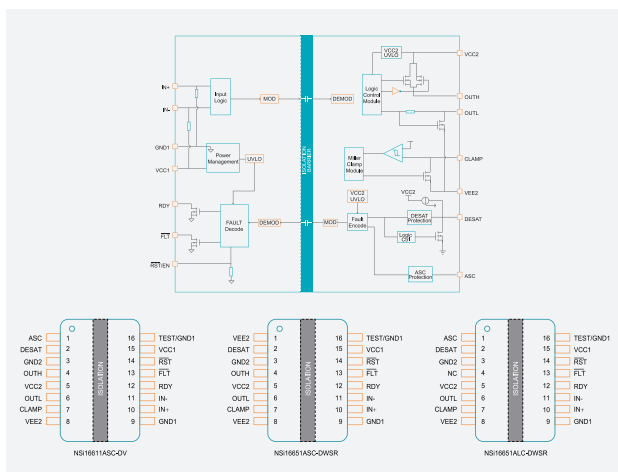 IN+
IN-
GND1
VCC1
RDY
FLT
RST/EN
Input
Logic
MOD
Power
Management
UVLO
FAULT
Decode
DEMOD
ISOLATION
BARRIER
DEMOD
VCC2
UVLO
Logic
Control
Module
Miller
Clamp
Module
VCC2
UVLO
VCC2
MOD
Fault
Encode
DESAT
Protection
ASC
Protection
VCC2
OUTH
OUTL
CLAMP
VEE2
DESAT
ASC
ASC 1 16 TEST/GND1
DESAT 2 15 VCC1
GND2 3 14 RST
OUTH 4 13 FLT
VCC2 5 12 RDY
OUTL 6 11 IN-
CLAMP 7 10 IN+
VEE2 8 9 GND1
ISOLATION
NSi16611ASC-DV
VEE2 1 16 TEST/GND1
DESAT 2 15 VCC1
GND2 3 14 RST
OUTH 4 13 FLT
VCC2 5 12 RDY
OUTL 6 11 IN-
CLAMP 7 10 IN+
VEE2 8 9 GND1
ISOLATION
NSi16651ASC-DWSR
ASC 1 16 TEST/GND1
DESAT 2 15 VCC1
GND2 3 14 RST
NC 4 13 FLT
VCC2 5 12 RDY
OUTL 6 11 IN-
CLAMP 7 10 IN+
VEE2 8 9 GND1
ISOLATION
NSi16651ALC-DWSR